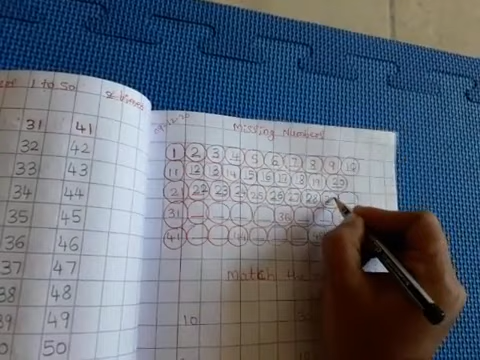 1 to 50
31 41
32 42
33 43
34 44
35 45
36 46
37 47
38 48
39 49
50
Missing Numbers
1 2 3 4 5 6 7 8 9 10
11 12 13 14 15 16 17 18 19 20
21 22 23 24 25 26 27 28
31 _ _ _ _ 36 _
41 _ _ 44 _ _ _
Match
10